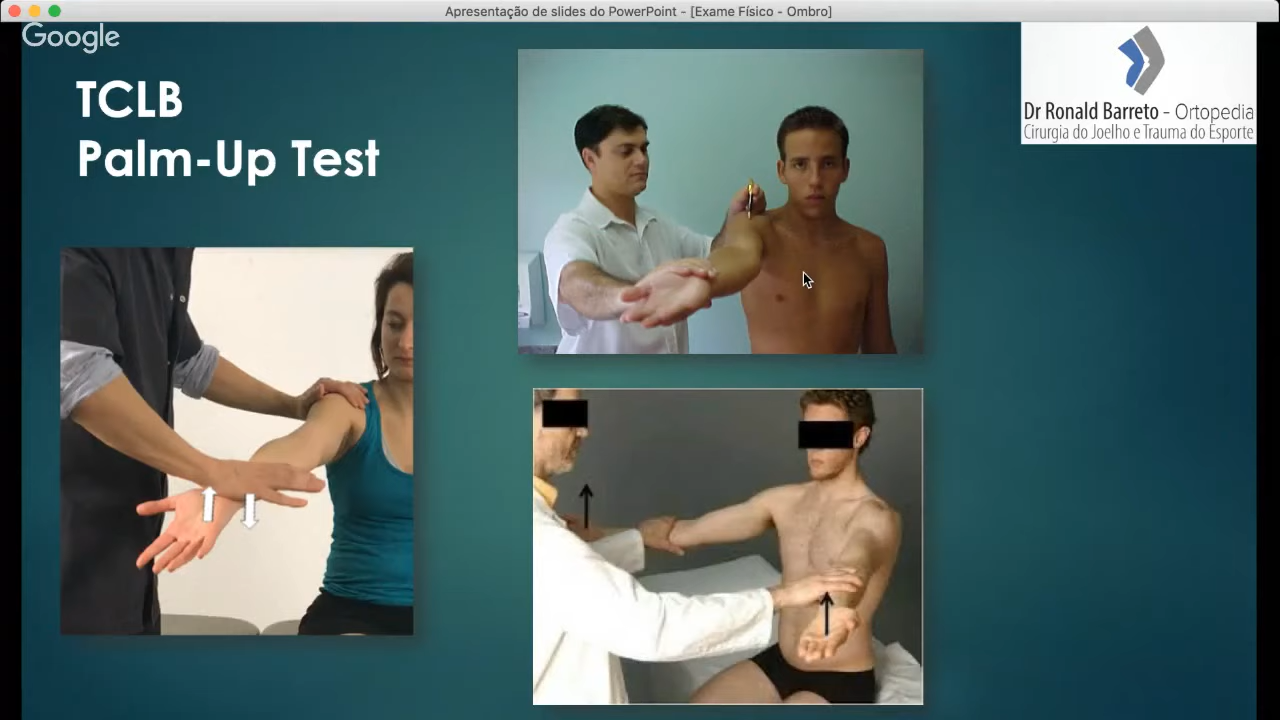 Apresentação de slides do PowerPoint - [Exame Físico - Ombro]
Google
TCLB
Palm-Up Test
Dr Ronald Barreto - Ortopedia
Cirurgia do Joelho e Trauma do Esporte